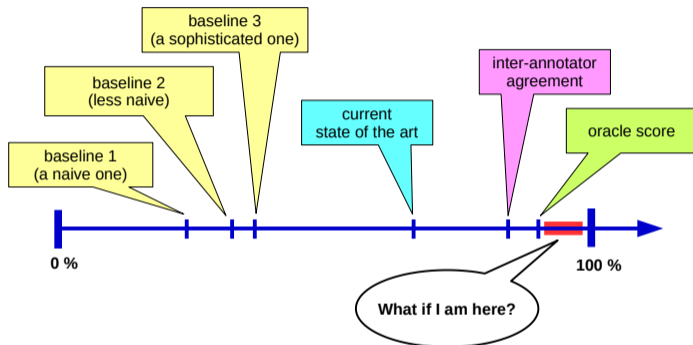 baseline 3
(a sophisticated one)
baseline 2
(less naive)
baseline 1
(a naive one)
current
state of the art
inter-annotator
agreement
oracle score
0 %
100 %
What if I am here?